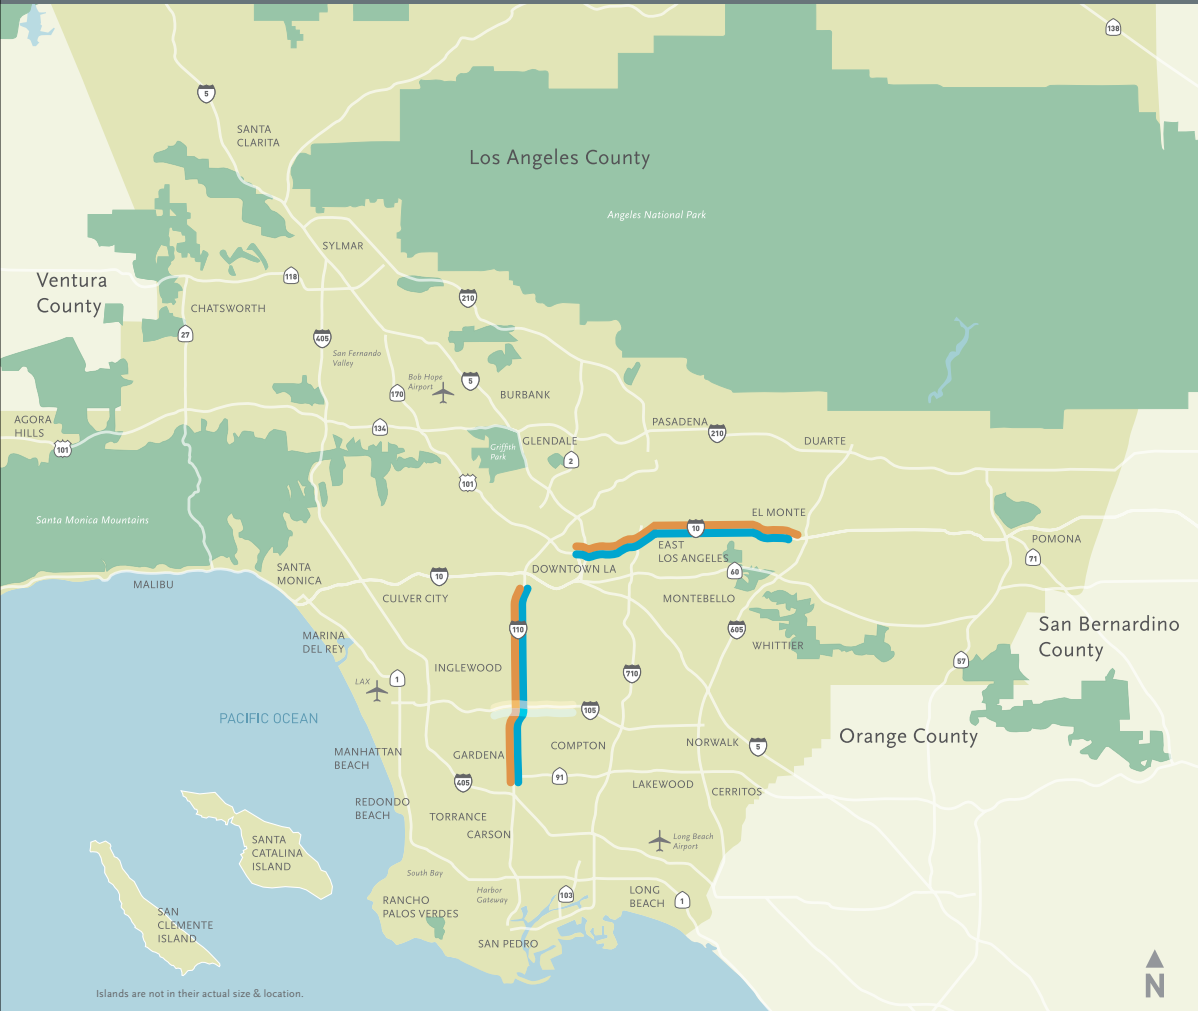 138
5
SANTA
CLARITA
Los Angeles County
Angeles National Park
SYLMAR
118
Ventura
County
210
CHATSWORTH
27
405
San Fernando
Valley
Bob Hope
Airport
5
170
BURBANK
AGORA
HILLS
101
134
PASADENA
210
GLENDALE
DUARTE
Griffith
Park
2
101
Santa Monica Mountains
EL MONTE
10
EAST
LOS ANGELES
POMONA
71
SANTA
MONICA
10
DOWNTOWN LA
60
MALIBU
CULVER CITY
MONTEBELLO
San Bernardino
County
110
605
MARINA
DEL REY
WHITTIER
57
INGLEWOOD
710
LAX
1
105
PACIFIC OCEAN
Orange County
MANHATTAN
BEACH
GARDENA
COMPTON
NORWALK
5
405
91
LAKEWOOD
CERRITOS
REDONDO
BEACH
TORRANCE
CARSON
Long Beach
Airport
SANTA
CATALINA
ISLAND
South Bay
Harbor
Gateway
103
LONG
BEACH
1
RANCHO
PALOS VERDES
SAN
CLEMENTE
ISLAND
SAN PEDRO
N
Islands are not in their actual size & location.